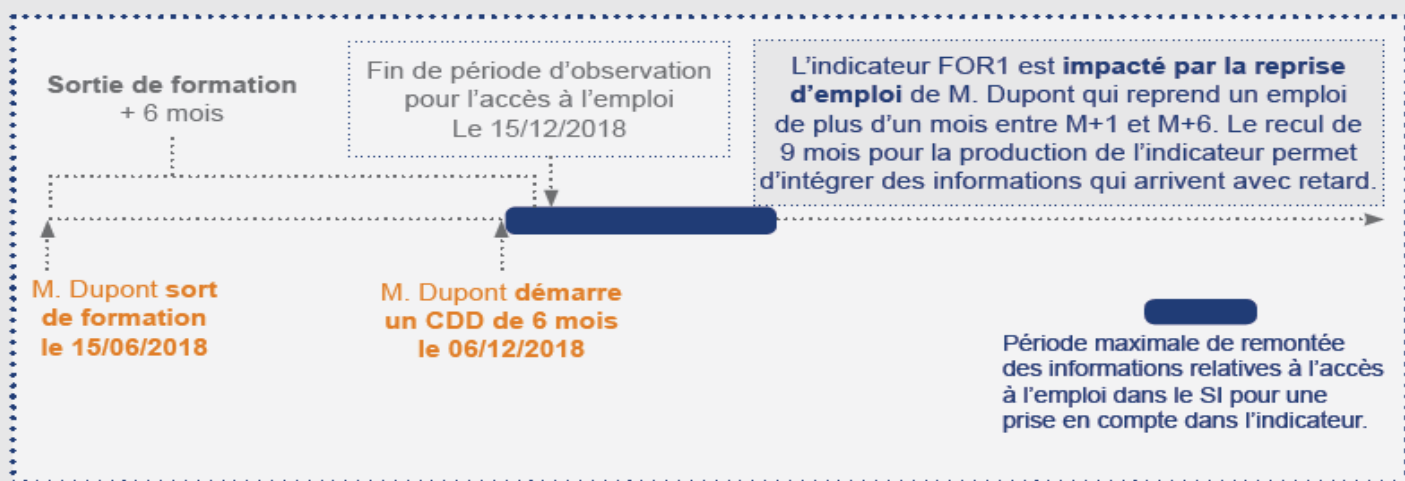 Sortie de formation
+ 6 mois
Fin de période d'observation
pour l'accès à l'emploi
Le 15/12/2018
L'indicateur FOR1 est impacté par la reprise
d'emploi de M. Dupont qui reprend un emploi
de plus d'un mois entre M+1 et M+6. Le recul de
9 mois pour la production de l'indicateur permet
d'intégrer des informations qui arrivent avec retard.
M. Dupont sort
de formation
le 15/06/2018
M. Dupont démarre
un CDD de 6 mois
le 06/12/2018
Période maximale de remontée
des informations relatives à l'accès
à l'emploi dans le SI pour une
prise en compte dans l'indicateur.